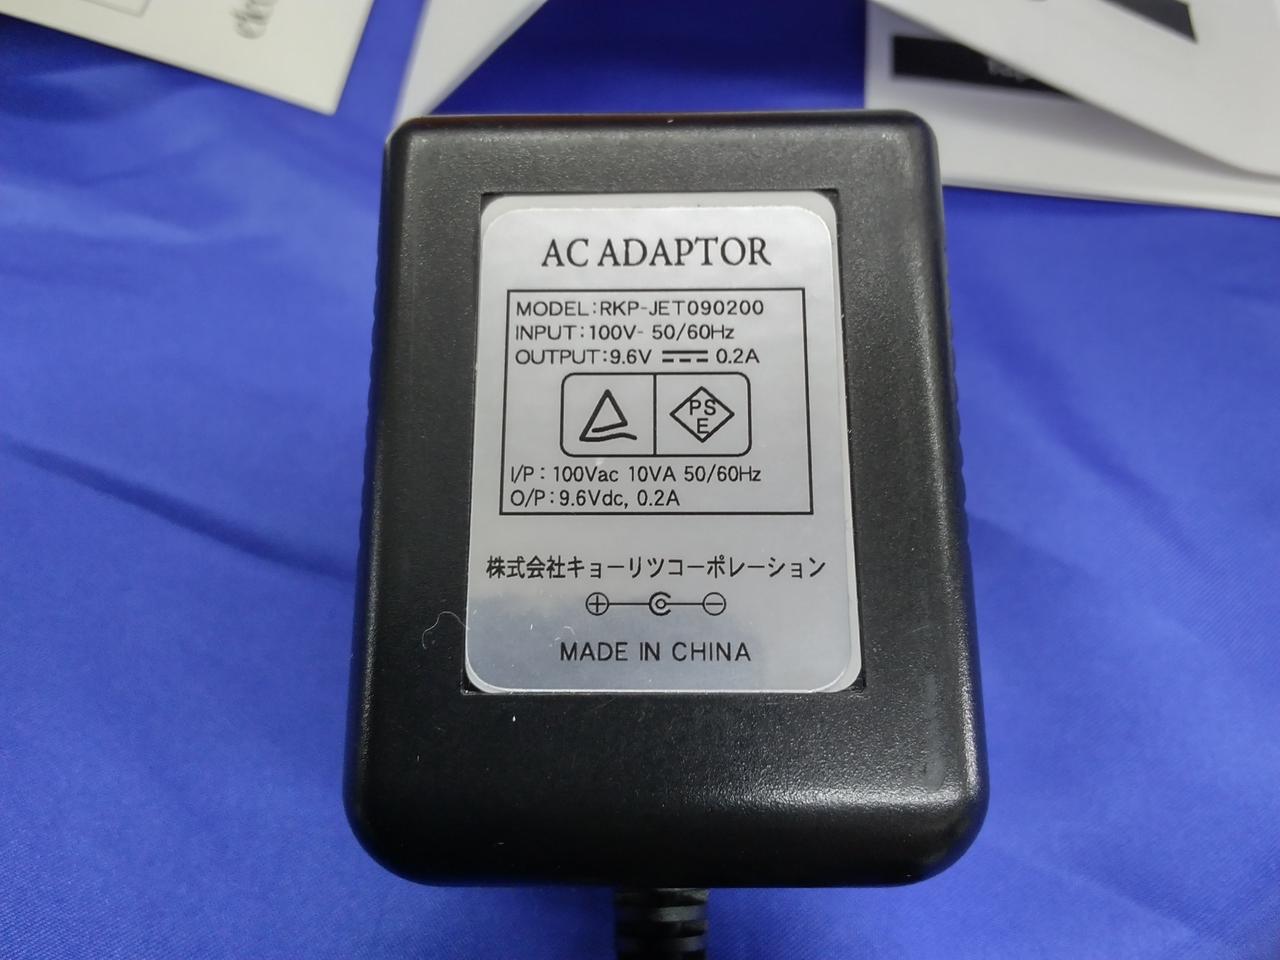 AC ADAPTOR
MODEL:RKP-JET090200
INPUT:100V- 50/60Hz
OUTPUT:9.6V ⎓ 0.2A
PS
E
I/P: 100Vac 10VA 50/60Hz
O/P:9.6Vdc, 0.2A
株式会社キョーリツコーポレーション
MADE IN CHINA